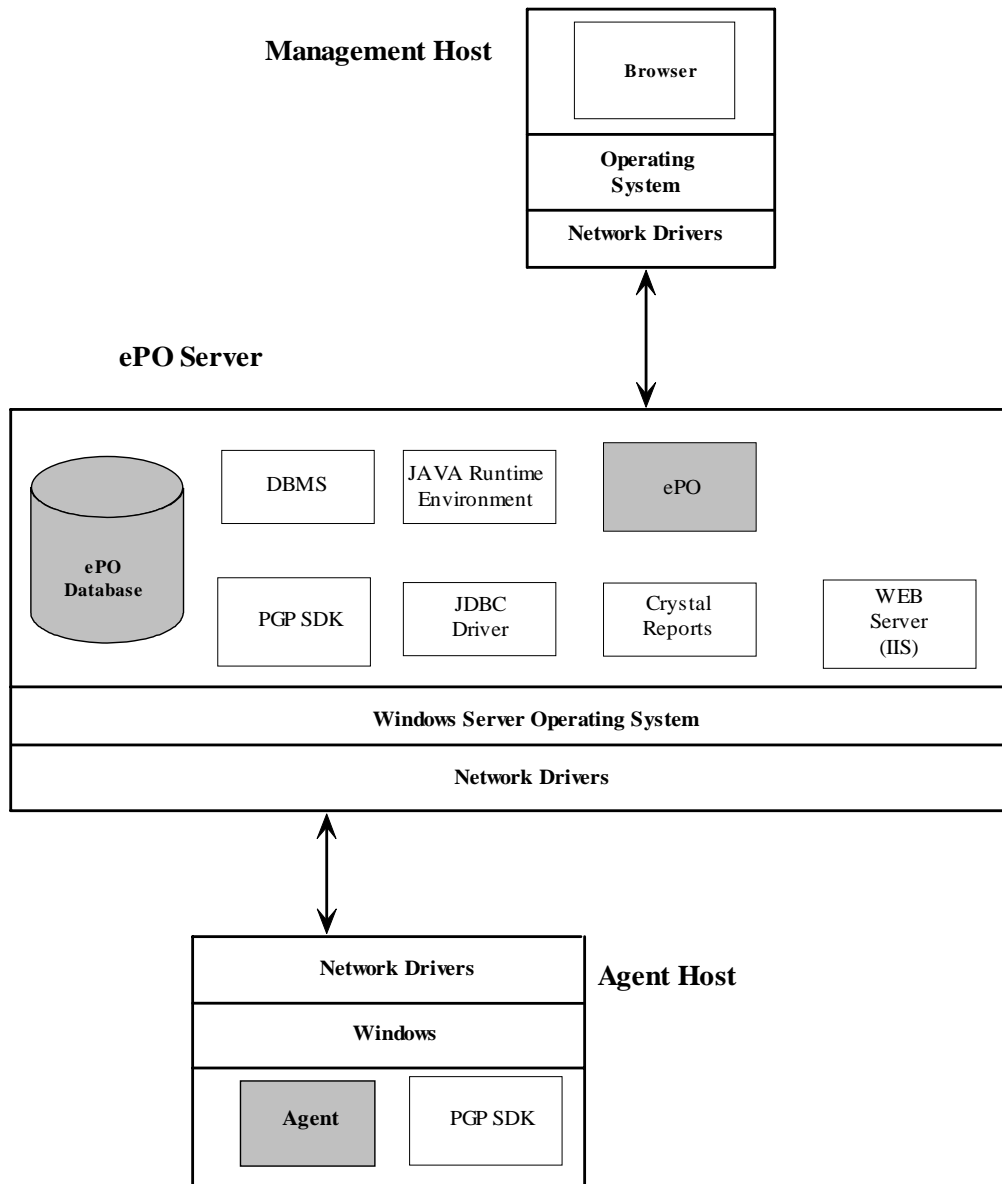 Management Host
Browser
Operating
System
Network Drivers
ePO Server
ePO
Database
DBMS
JAVA Runtime
Environment
ePO
PGP SDK
JDBC
Driver
Crystal
Reports
WEB
Server
(IIS)
Windows Server Operating System
Network Drivers
Network Drivers
Agent Host
Windows
Agent
PGP SDK